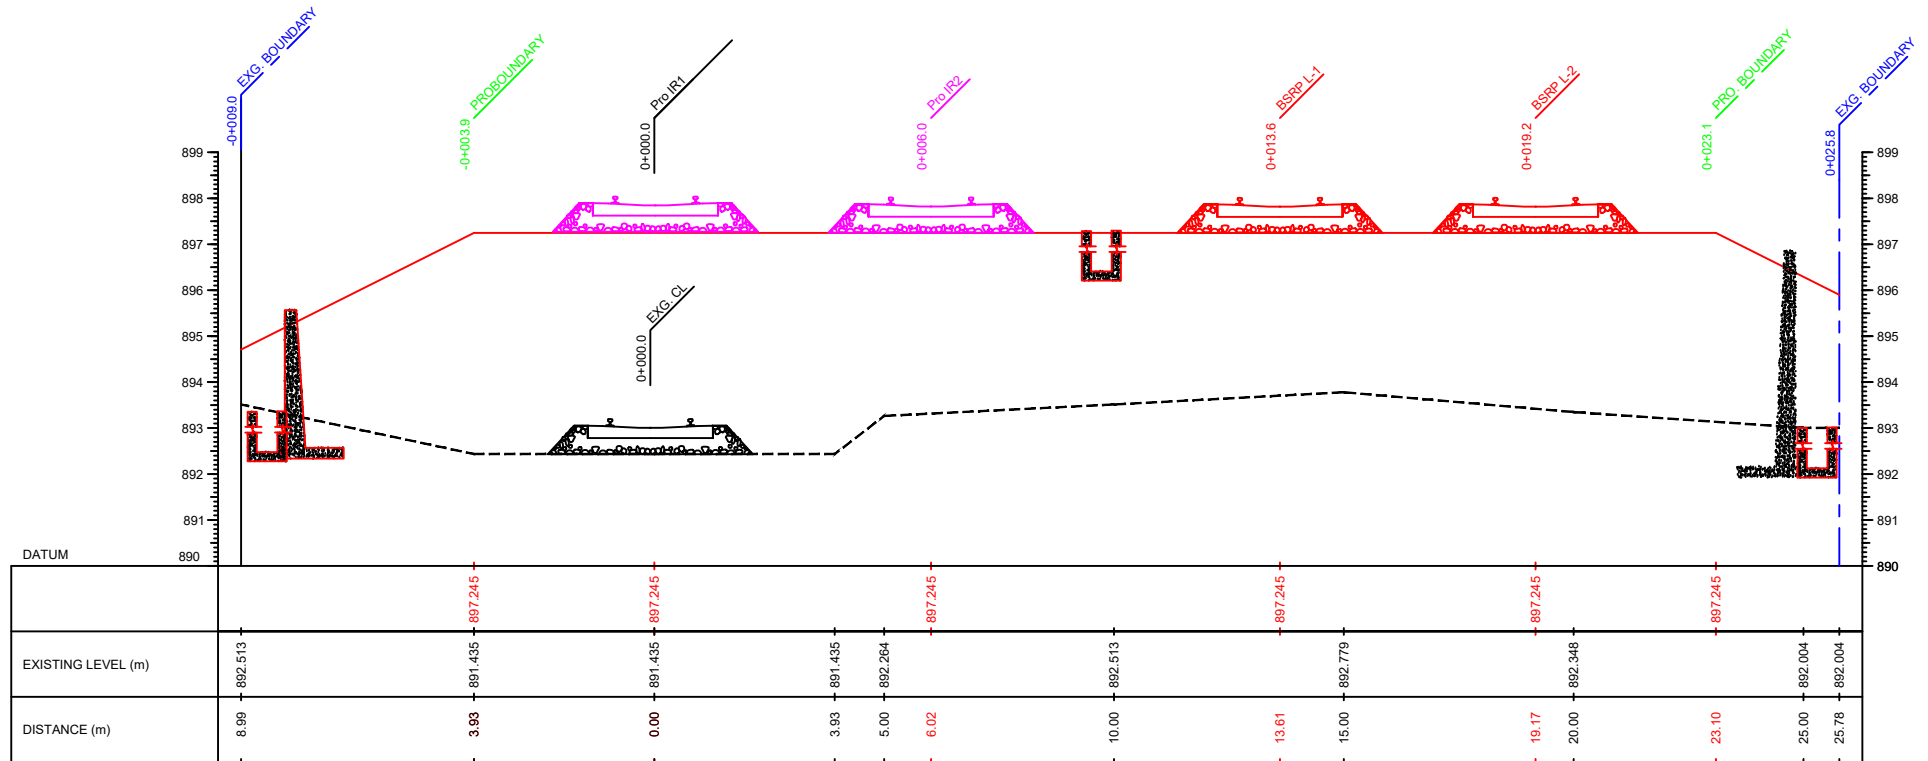 EXG. BOUNDARY
-0+009.0
PROBOUNDARY
-0+003.9
Pro IR1
0+000.0
Pro IR2
0+006.0
BSRP L-1
0+013.6
BSRP L-2
0+019.2
PRO. BOUNDARY
0+023.1
EXG. BOUNDARY
0+025.8
EXG. CL
0+000.0
899
898
897
896
895
894
893
892
891
890
899
898
897
896
895
894
893
892
891
890
DATUM
897.245 897.245 897.245 897.245 897.245 897.245
EXISTING LEVEL (m) 892.513 891.435 891.435 891.435 892.264 892.513 892.779 892.348 892.004 892.004
DISTANCE (m) 8.99 3.93 0.00 3.93 5.00 6.02 10.00 13.61 15.00 19.17 20.00 23.10 25.00 25.78